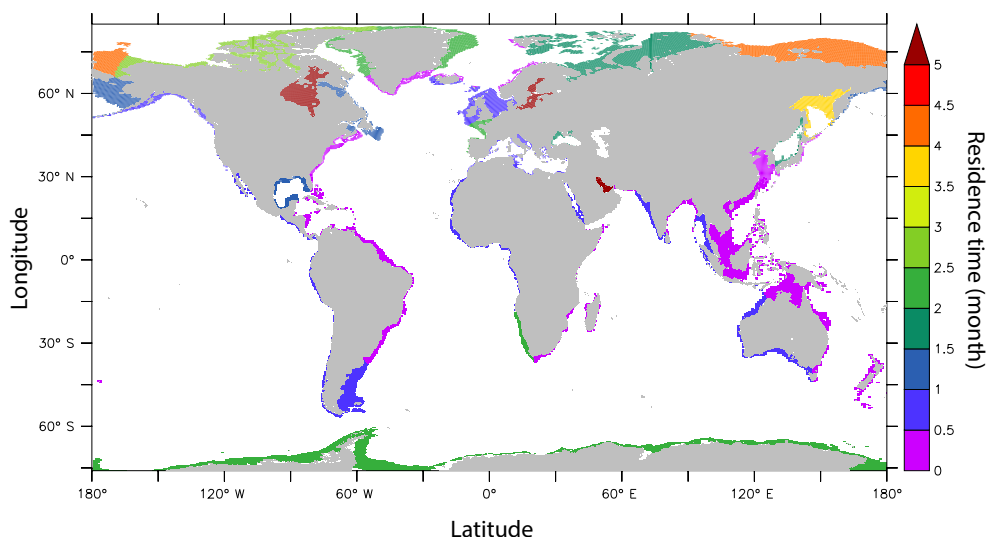 60° N
30° N
0°
30° S
60° S
Longitude
180°
120° W
60° W
0°
60° E
120° E
180°
Latitude
5
4.5
4
3.5
3
2.5
2
1.5
1
0.5
0
Residence time (month)